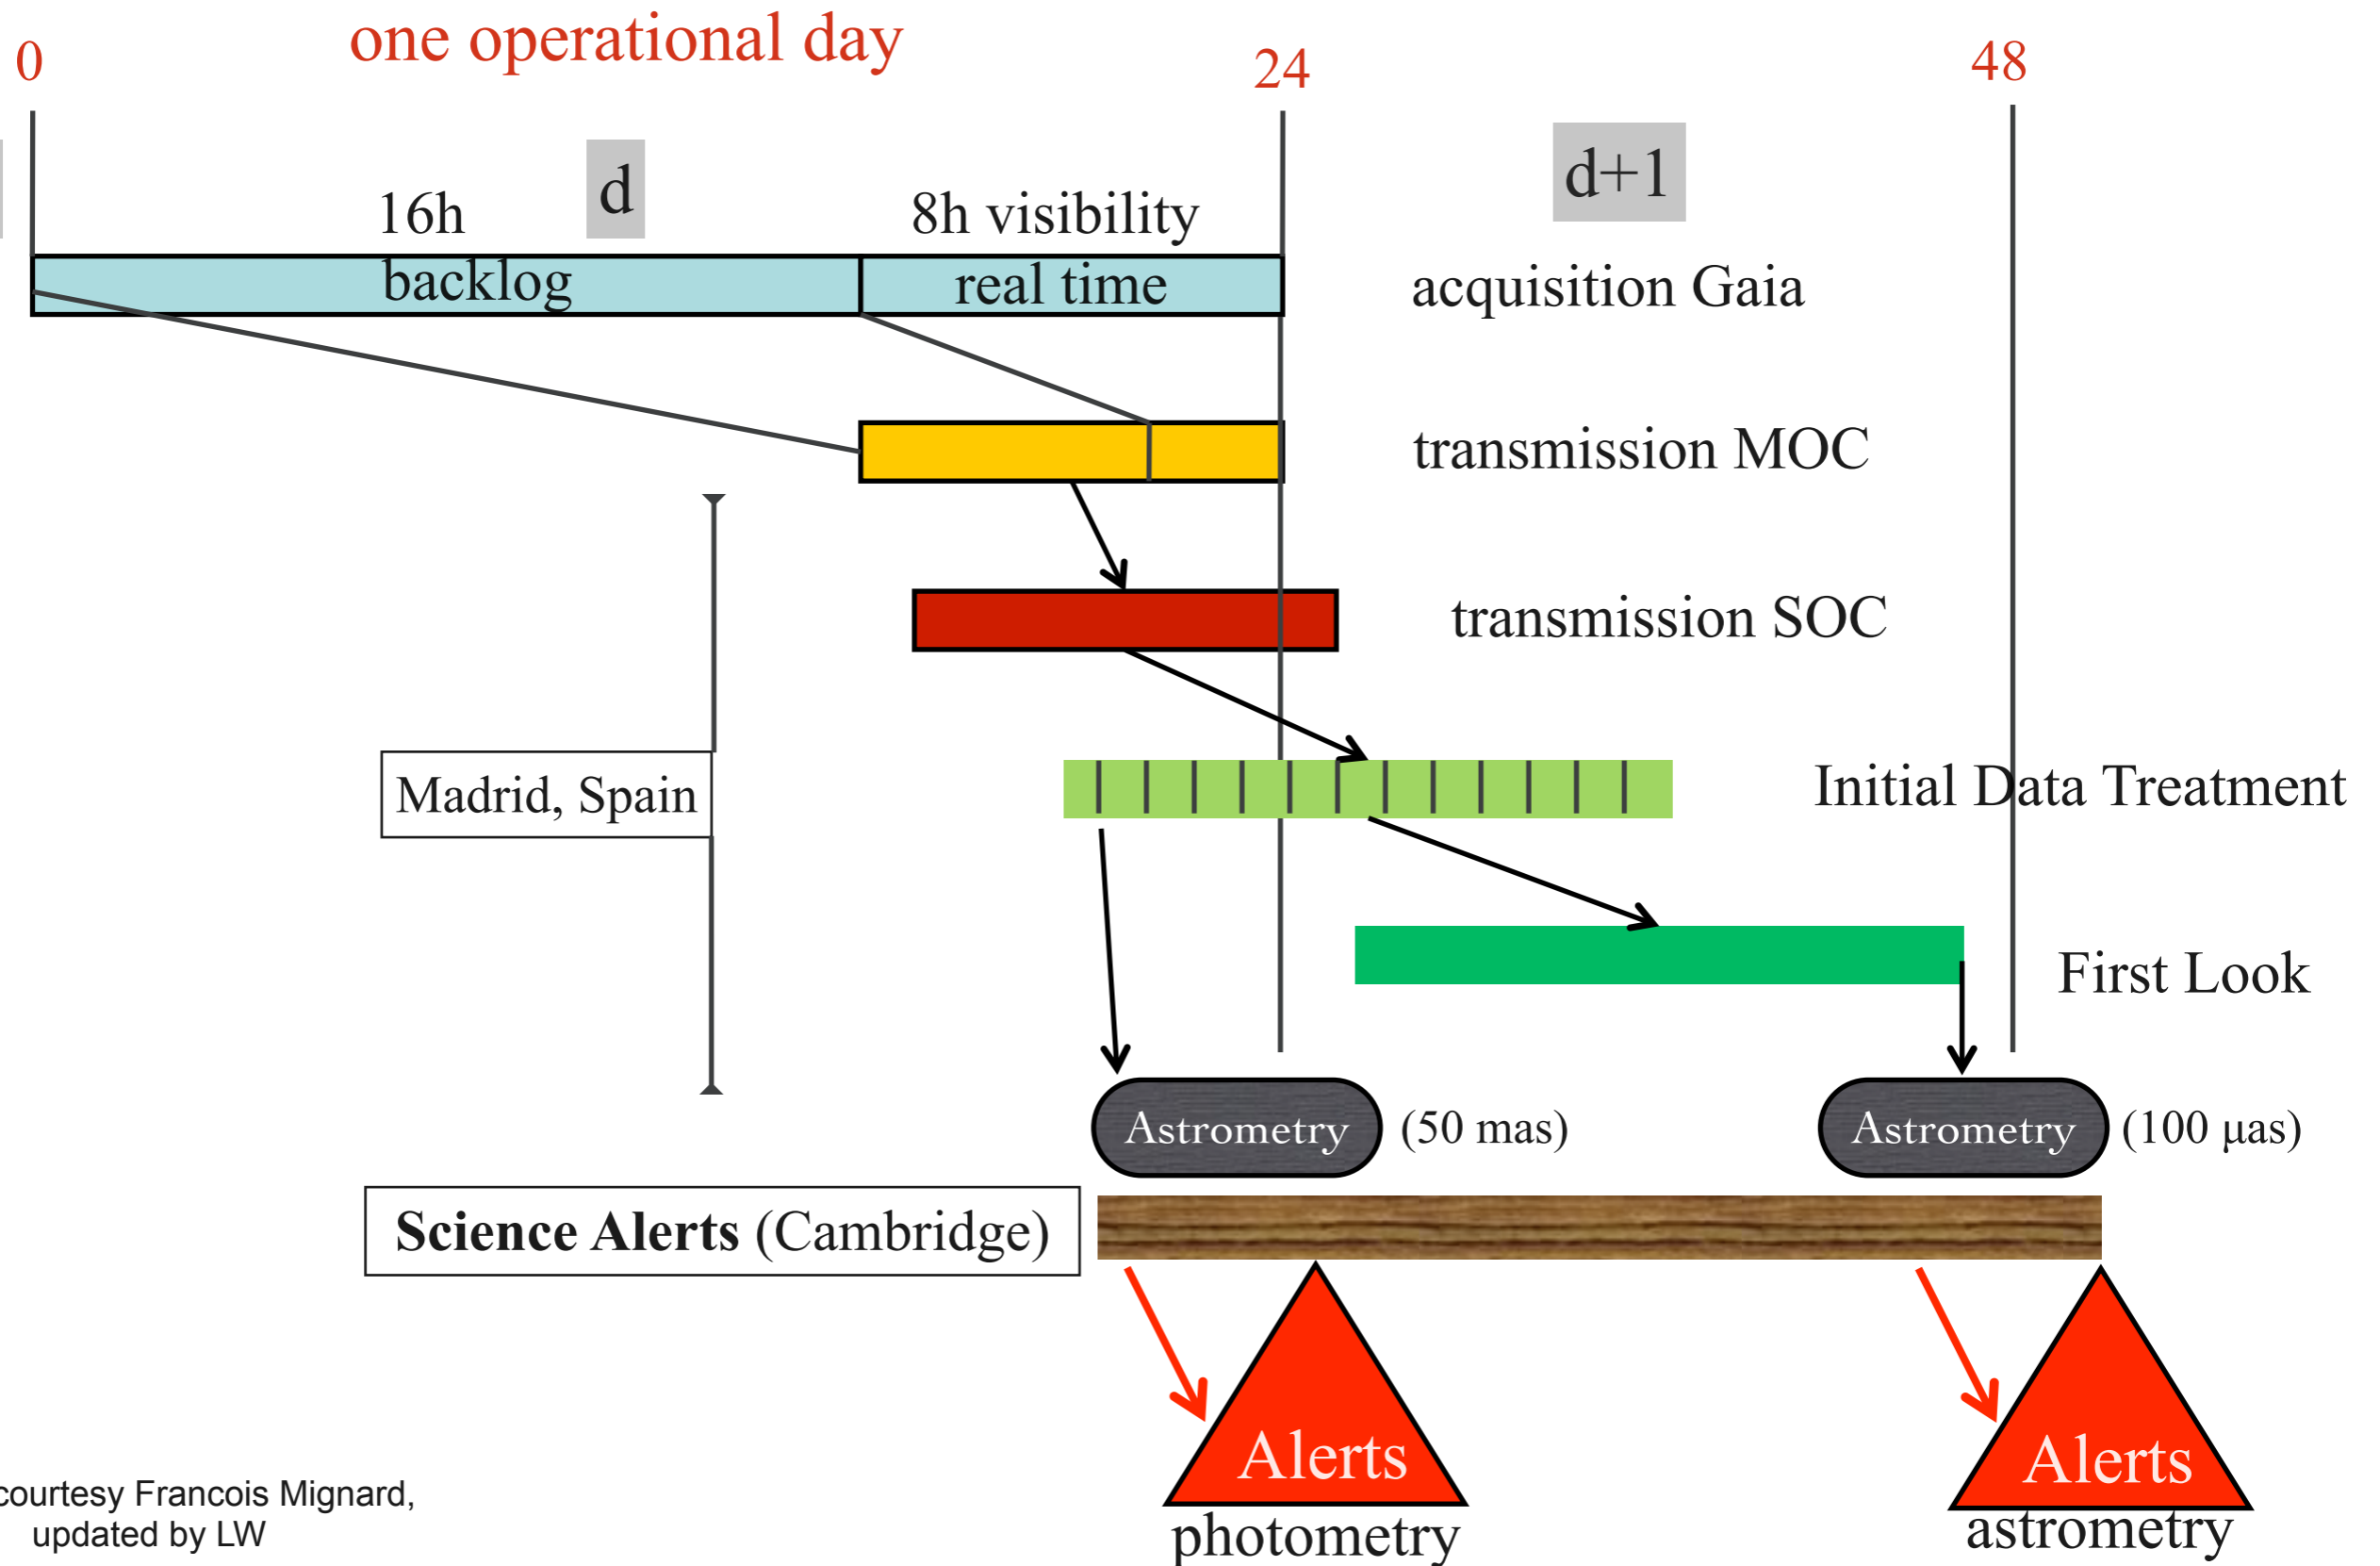 one operational day
0
24
48
d
d+1
16h
8h visibility
backlog
real time
acquisition Gaia
transmission MOC
transmission SOC
Madrid, Spain
Initial Data Treatment
First Look
Astrometry
(50 mas)
Astrometry
(100 μas)
Science Alerts (Cambridge)
Alerts
photometry
Alerts
astrometry
courtesy Francois Mignard,
updated by LW